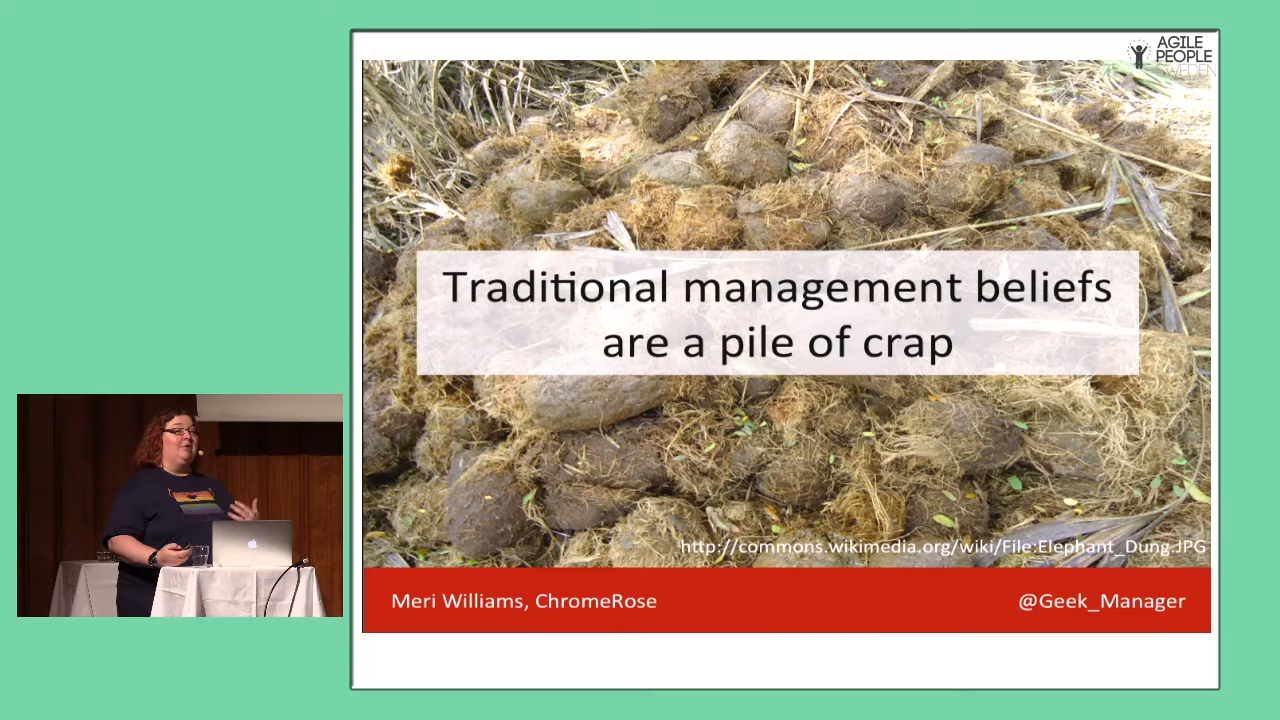 AGILE
PEOPLE
SWEDEN
Traditional management beliefs
are a pile of crap
http://commons.wikimedia.org/wiki/File:Elephant_Dung.JPG
Meri Williams, ChromeRose
@Geek_Manager